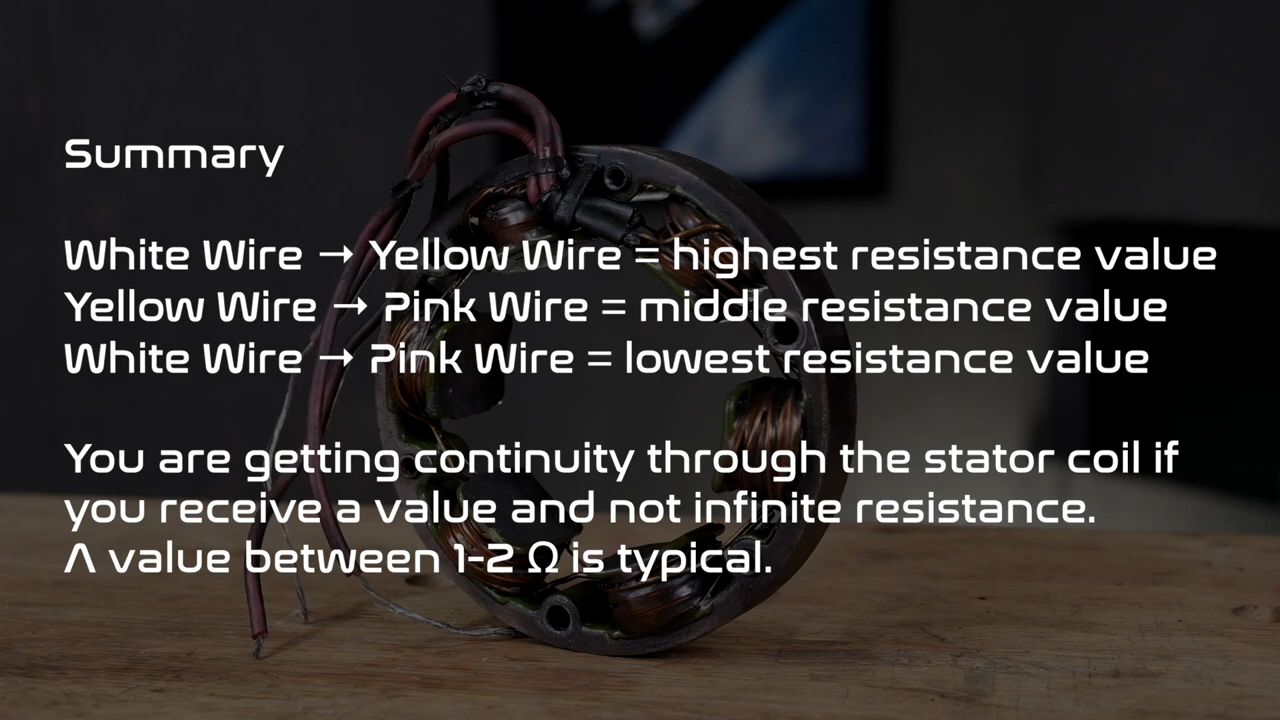 Summary
White Wire → Yellow Wire = highest resistance value
Yellow Wire → Pink Wire = middle resistance value
White Wire → Pink Wire = lowest resistance value
You are getting continuity through the stator coil if
you receive a value and not infinite resistance.
A value between 1-2 Ω is typical.